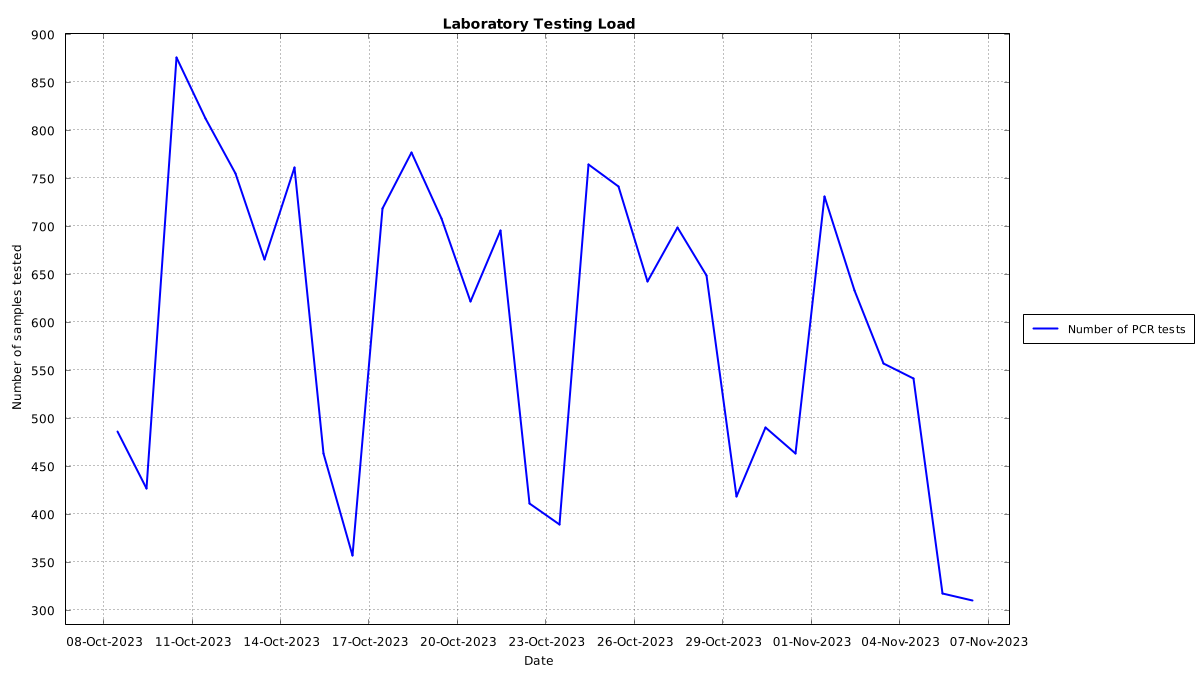 Laboratory Testing Load
900
850
800
750
700
650
600
550
500
450
400
350
300
Number of samples tested
08-Oct-2023 11-Oct-2023 14-Oct-2023 17-Oct-2023 20-Oct-2023 23-Oct-2023 26-Oct-2023 29-Oct-2023 01-Nov-2023 04-Nov-2023 07-Nov-2023
Date
Number of PCR tests